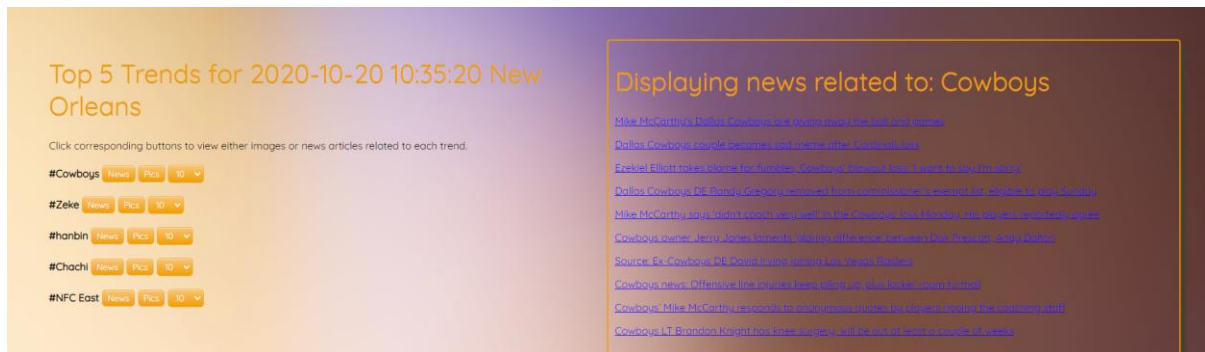 Top 5 Trends for 2020-10-20 10:35:20 New
Orleans
Click corresponding buttons to view either images or news articles related to each trend.
#Cowboys News Pics 10
#Zeke News Pics 10
#hanbin News Pics 10
#Chachi News Pics 10
#NFC East News Pics 10
Displaying news related to: Cowboys
Mike McCarthy's Dallas Cowboys are giving away the ball and games
Dallas Cowboys couple becomes sad meme after Cardinals loss
Ezekiel Elliott takes blame for fumbles, Cowboys' blowout loss: 'I want to say I'm sorry'
Dallas Cowboys DE Randy Gregory removed from commissioner's exempt list, eligible to play Sunday
Mike McCarthy says 'didn't coach very well' in the Cowboys' loss Monday. His players reportedly agree
Cowboys owner Jerry Jones laments 'glaring difference' between Dak Prescott, Andy Dalton
Source: Ex-Cowboys DE David Irving joining Las Vegas Raiders
Cowboys news: Offensive line injuries keep piling up, plus locker room turmoil
Cowboys' Mike McCarthy responds to anonymous quotes by players ripping the coaching staff
Cowboys LT Brandon Knight has knee surgery, will be out at least a couple of weeks